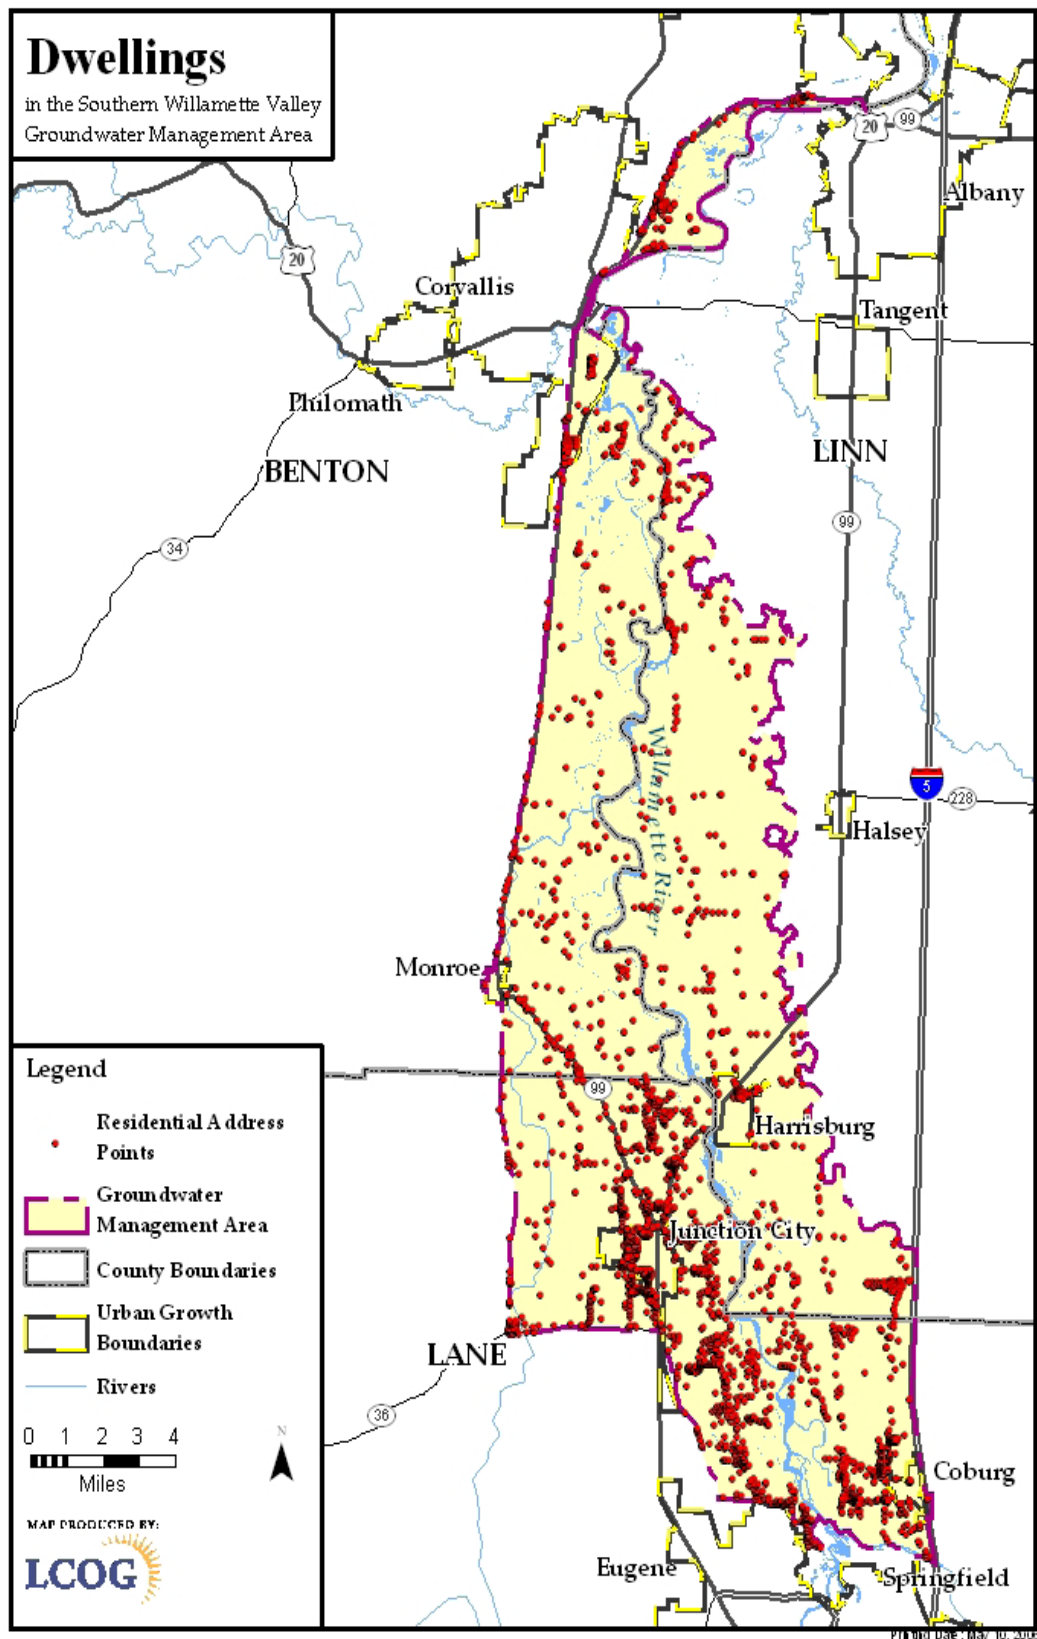 Dwellings
in the Southern Willamette Valley
Groundwater Management Area
20
99
Albany
20
Corvallis
Tangent
Philomath
BENTON
LINN
34
99
Willamette River
5
228
Halsey
Monroe
99
Harrisburg
Junction City
LANE
36
Coburg
Eugene
Springfield
Legend
Residential Address
Points
Groundwater
Management Area
County Boundaries
Urban Growth
Boundaries
Rivers
0 1 2 3 4
Miles
N
MAP PRODUCED BY:
LCOG